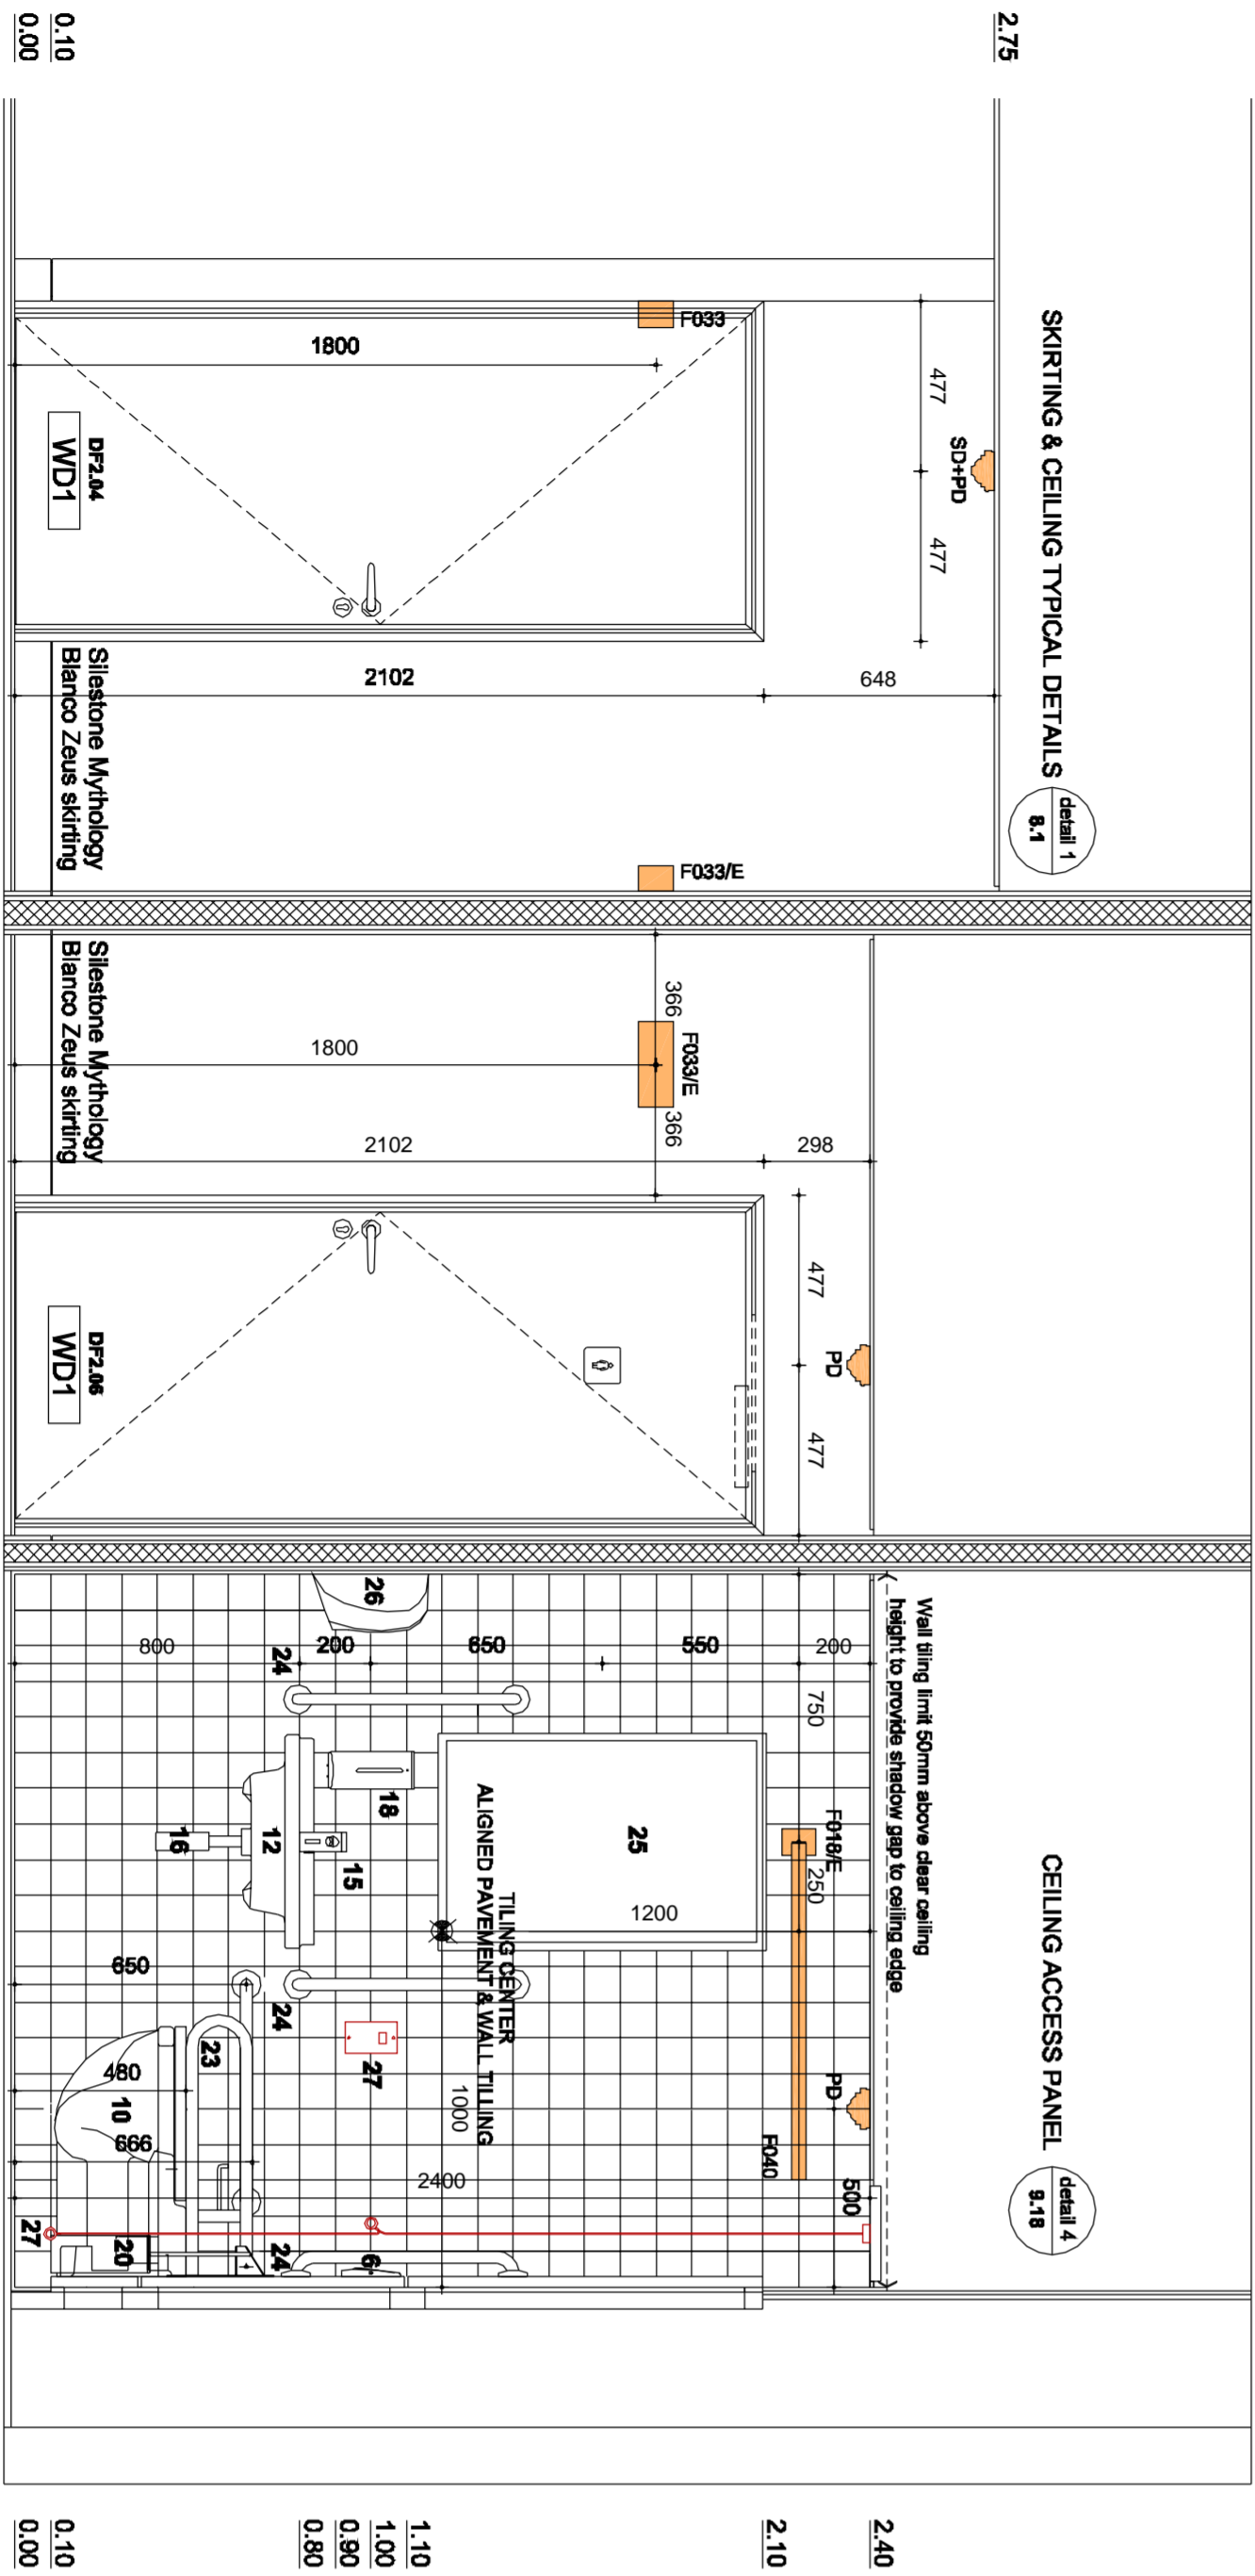 SKIRTING & CEILING TYPICAL DETAILS
detail 1
8.1
CEILING ACCESS PANEL
detail 4
9.18
2.75
0.10
0.00
477
477
SD+PD
648
2102
F033
1800
DF2.04
WD1
F033/E
Silestone Mythology
Blanco Zeus skirting
Silestone Mythology
Blanco Zeus skirting
366
F033/E
366
1800
2102
298
477
PD
477
DF2.06
WD1
Wall tiling limit 50mm above clear ceiling
height to provide shadow gap to ceiling edge
200
750
F018/E
250
PD
500
F040
550
650
200
800
26
24
25
1200
18
15
12
16
TILING CENTER
ALIGNED PAVEMENT & WALL TILLING
1000
2400
24
27
650
23
480
10
666
24
6
20
27
2.40
2.10
1.10
1.00
0.90
0.80
0.10
0.00